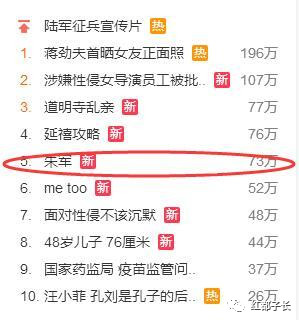 陆军征兵宣传片 热
1. 蒋劲夫首晒女友正面照 热 196万
2. 涉嫌性侵女导演员工被批.. 新 107万
3. 道明寺乱亲 新 77万
4. 延禧攻略 新 76万
5. 朱军 新 73万
6. me too 新 52万
7. 面对性侵不该沉默 新 48万
8. 48岁儿子 76厘米 新 44万
9. 国家药监局 疫苗监管问.. 37万
10. 汪小菲 孔刘是孔子的后.. 热 26万
红郡字长